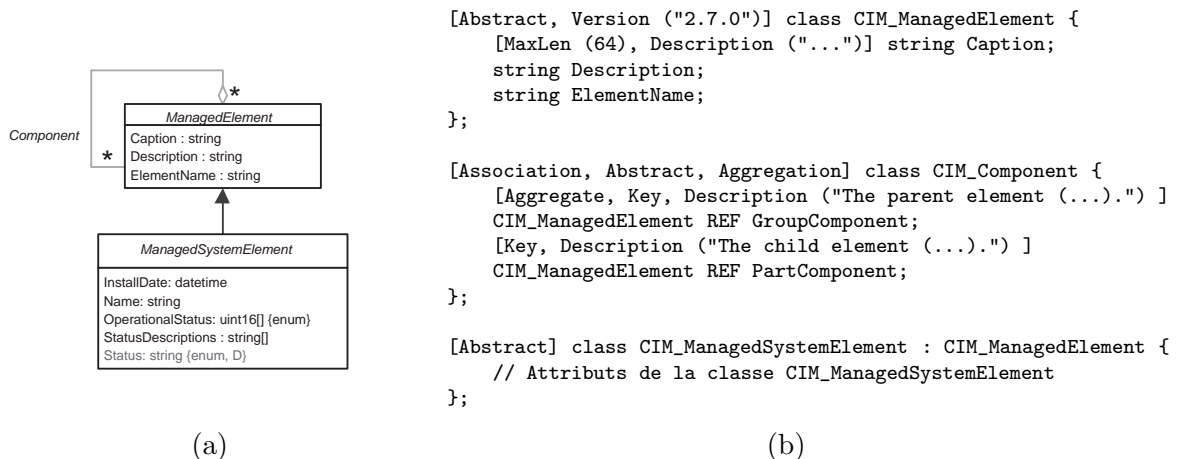 *
ManagedElement
Caption : string
Description : string
ElementName : string
Component
*
ManagedSystemElement
InstallDate: datetime
Name: string
OperationalStatus: uint16[] {enum}
StatusDescriptions : string[]
Status: string {enum, D}
(a)
[Abstract, Version ("2.7.0")] class CIM_ManagedElement {
    [MaxLen (64), Description ("...")] string Caption;
    string Description;
    string ElementName;
};
[Association, Abstract, Aggregation] class CIM_Component {
    [Aggregate, Key, Description ("The parent element (...).") ]
    CIM_ManagedElement REF GroupComponent;
    [Key, Description ("The child element (...).") ]
    CIM_ManagedElement REF PartComponent;
};
[Abstract] class CIM_ManagedSystemElement : CIM_ManagedElement {
    // Attributs de la classe CIM_ManagedSystemElement
};
(b)